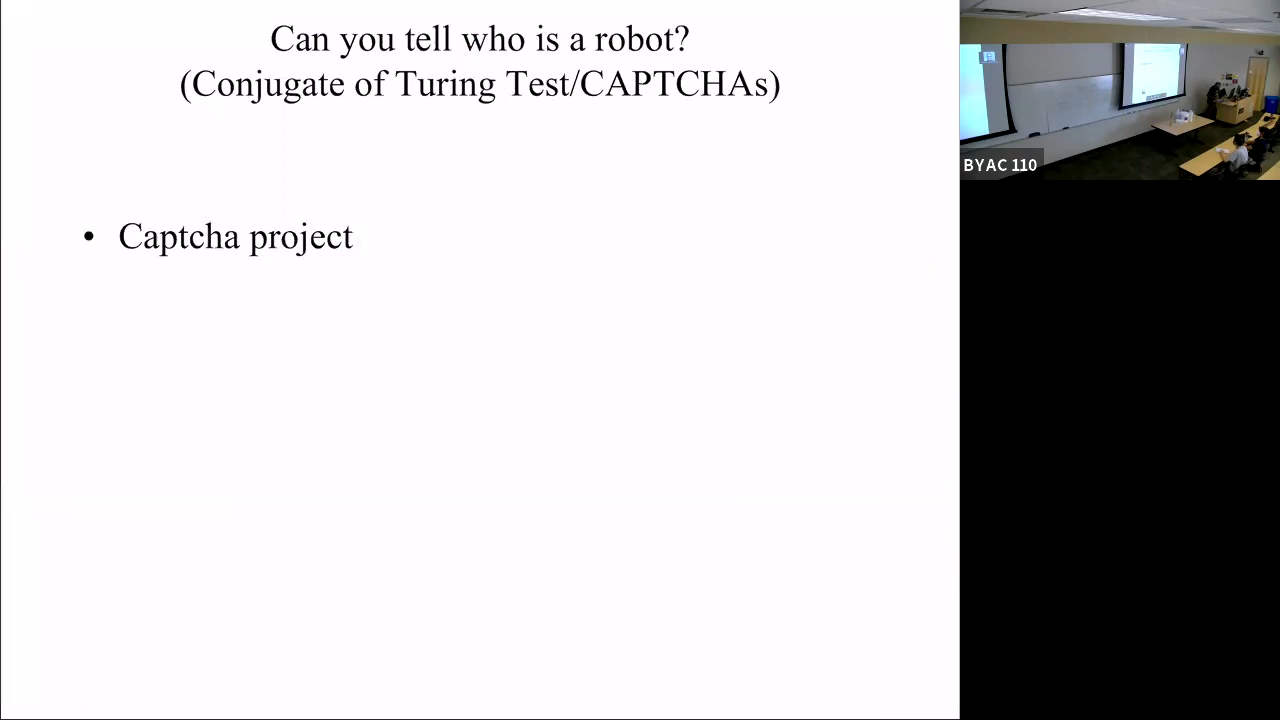 Can you tell who is a robot?
(Conjugate of Turing Test/CAPTCHAs)
• Captcha project
BYAC 110